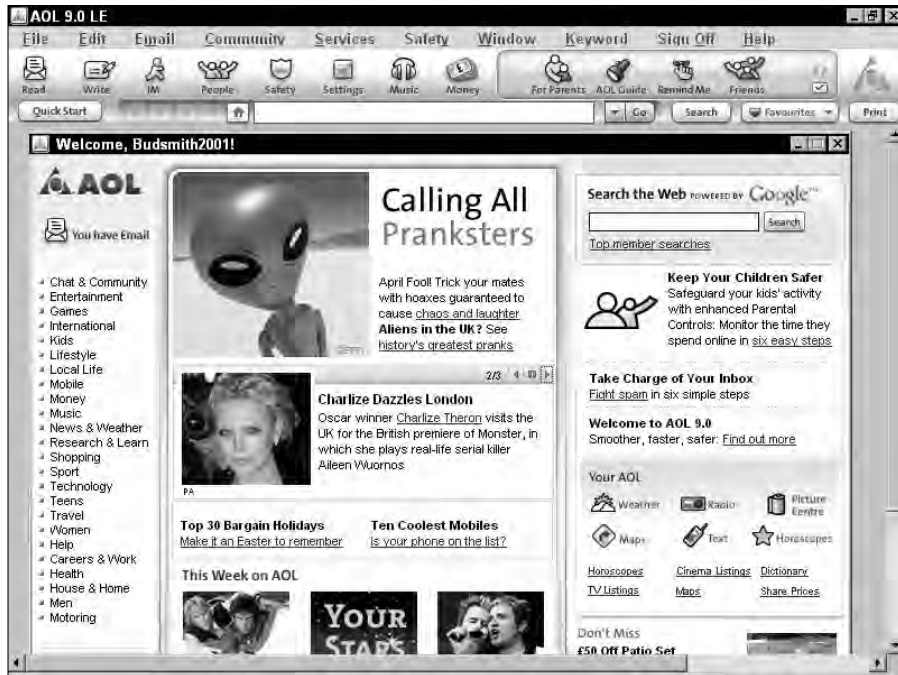 AOL 9.0 LE
File Edit Email Community Services Safety Window Keyword Sign Off Help
Read Write IM People Safety Settings Music Money For Parents AOL Guide Remind Me Friends
Quick Start Go Search Favourites Print
Welcome, Budsmith2001!
AOL
You have Email
Chat & Community
Entertainment
Games
International
Kids
Lifestyle
Local Life
Mobile
Money
Music
News & Weather
Research & Learn
Shopping
Sport
Technology
Teens
Travel
Women
Help
Careers & Work
Health
House & Home
Men
Motoring
Calling All
Pranksters
April Fool! Trick your mates
with hoaxes guaranteed to
cause chaos and laughter
Aliens in the UK? See
history's greatest pranks
2/3
Charlize Dazzles London
Oscar winner Charlize Theron visits the
UK for the British premiere of Monster, in
which she plays real-life serial killer
Aileen Wuornos
PA
Top 30 Bargain Holidays
Make it an Easter to remember
Ten Coolest Mobiles
Is your phone on the list?
This Week on AOL
YOUR
STARS
Search the Web POWERED BY Google™
Search
Top member searches
Keep Your Children Safer
Safeguard your kids' activity
with enhanced Parental
Controls: Monitor the time they
spend online in six easy steps
Take Charge of Your Inbox
Fight spam in six simple steps
Welcome to AOL 9.0
Smoother, faster, safer: Find out more
Your AOL
Weather Radio Picture
Centre
Maps Text Horoscopes
Horoscopes Cinema Listings Dictionary
TV Listings Maps Share Prices
Don't Miss
£50 Off Patio Set